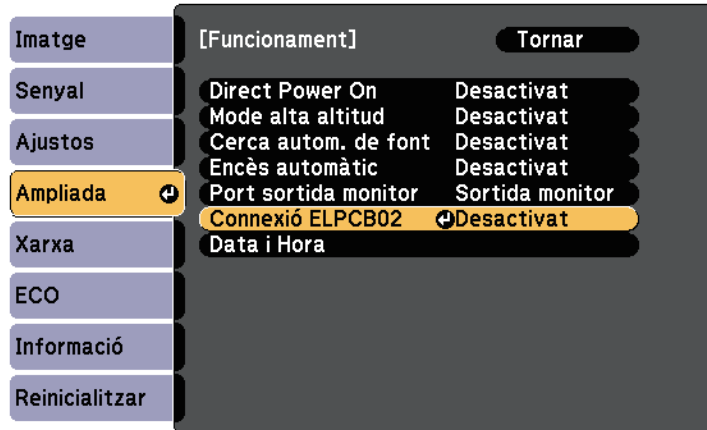 Imatge
Senyal
Ajustos
Ampliada
Xarxa
ECO
Informació
Reinicialitzar
[Funcionament] Tornar
Direct Power On Desactivat
Mode alta altitud Desactivat
Cerca autom. de font Desactivat
Encès automàtic Desactivat
Port sortida monitor Sortida monitor
Connexió ELPCB02 Desactivat
Data i Hora